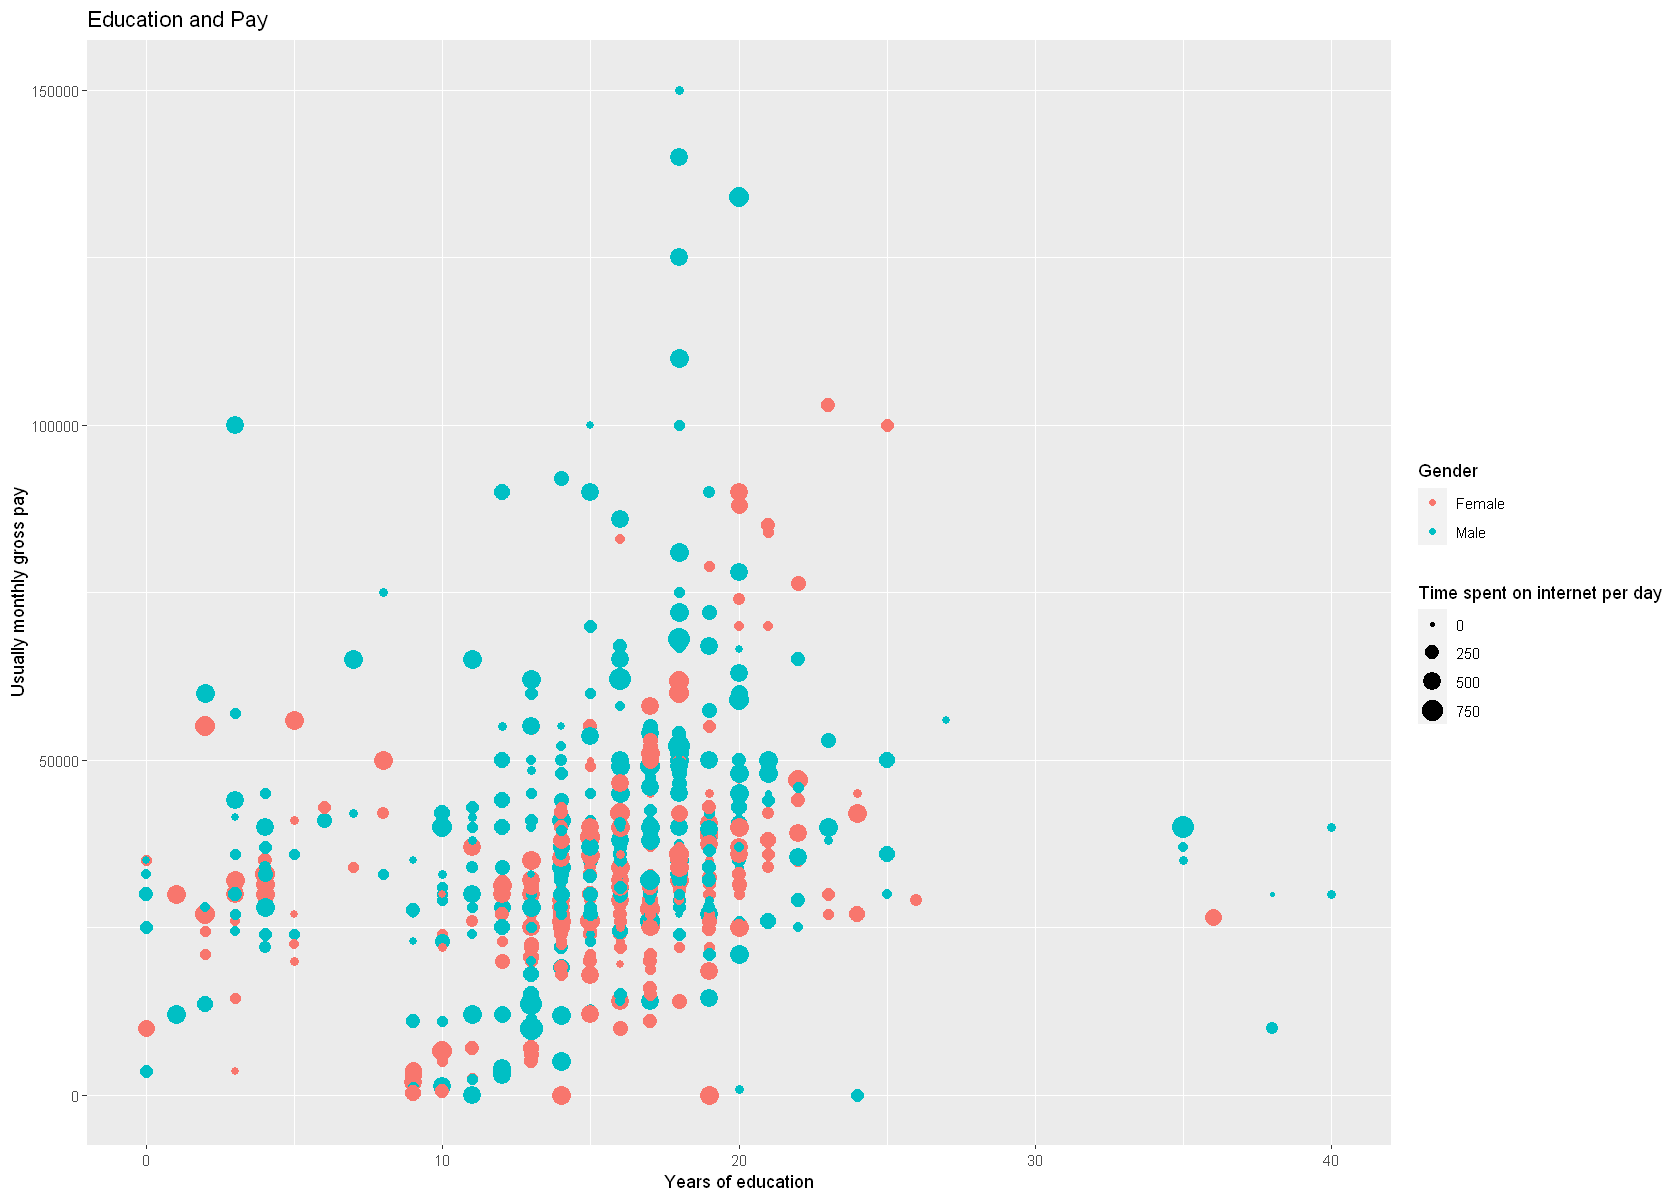 Education and Pay
150000
100000
50000
0
Usually monthly gross pay
0 10 20 30 40
Years of education
Gender
Female
Male
Time spent on internet per day
0
250
500
750